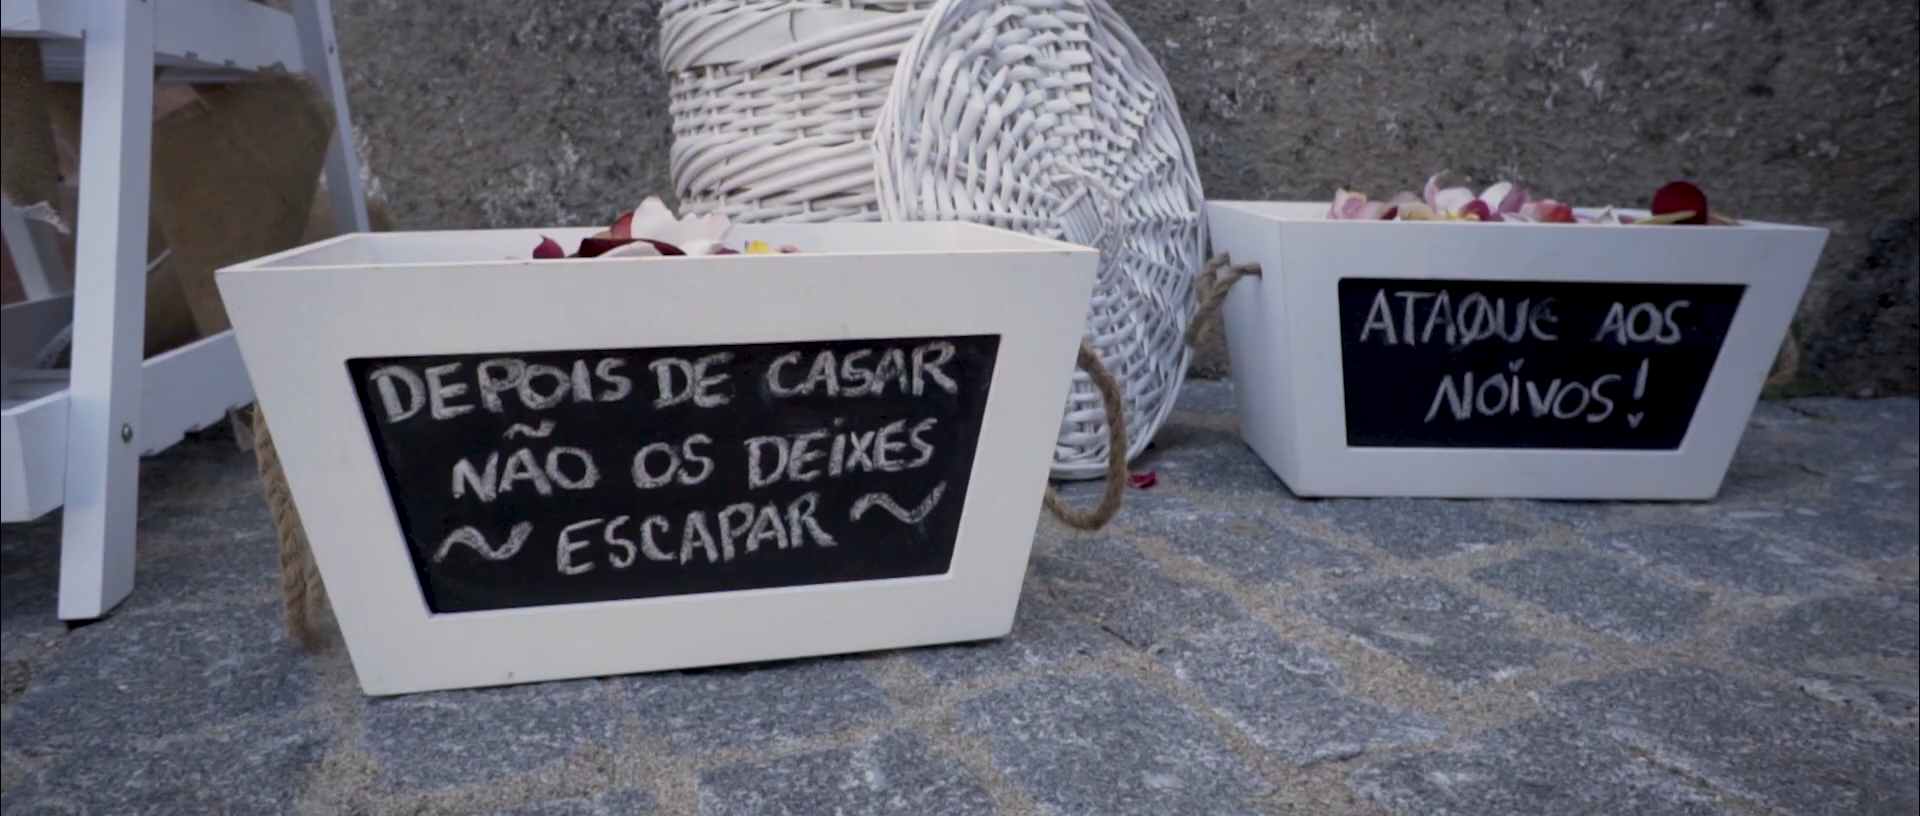 DEPOIS DE CASAR
NÃO OS DEIXES
~ ESCAPAR ~
ATAQUE AOS
NOIVOS!